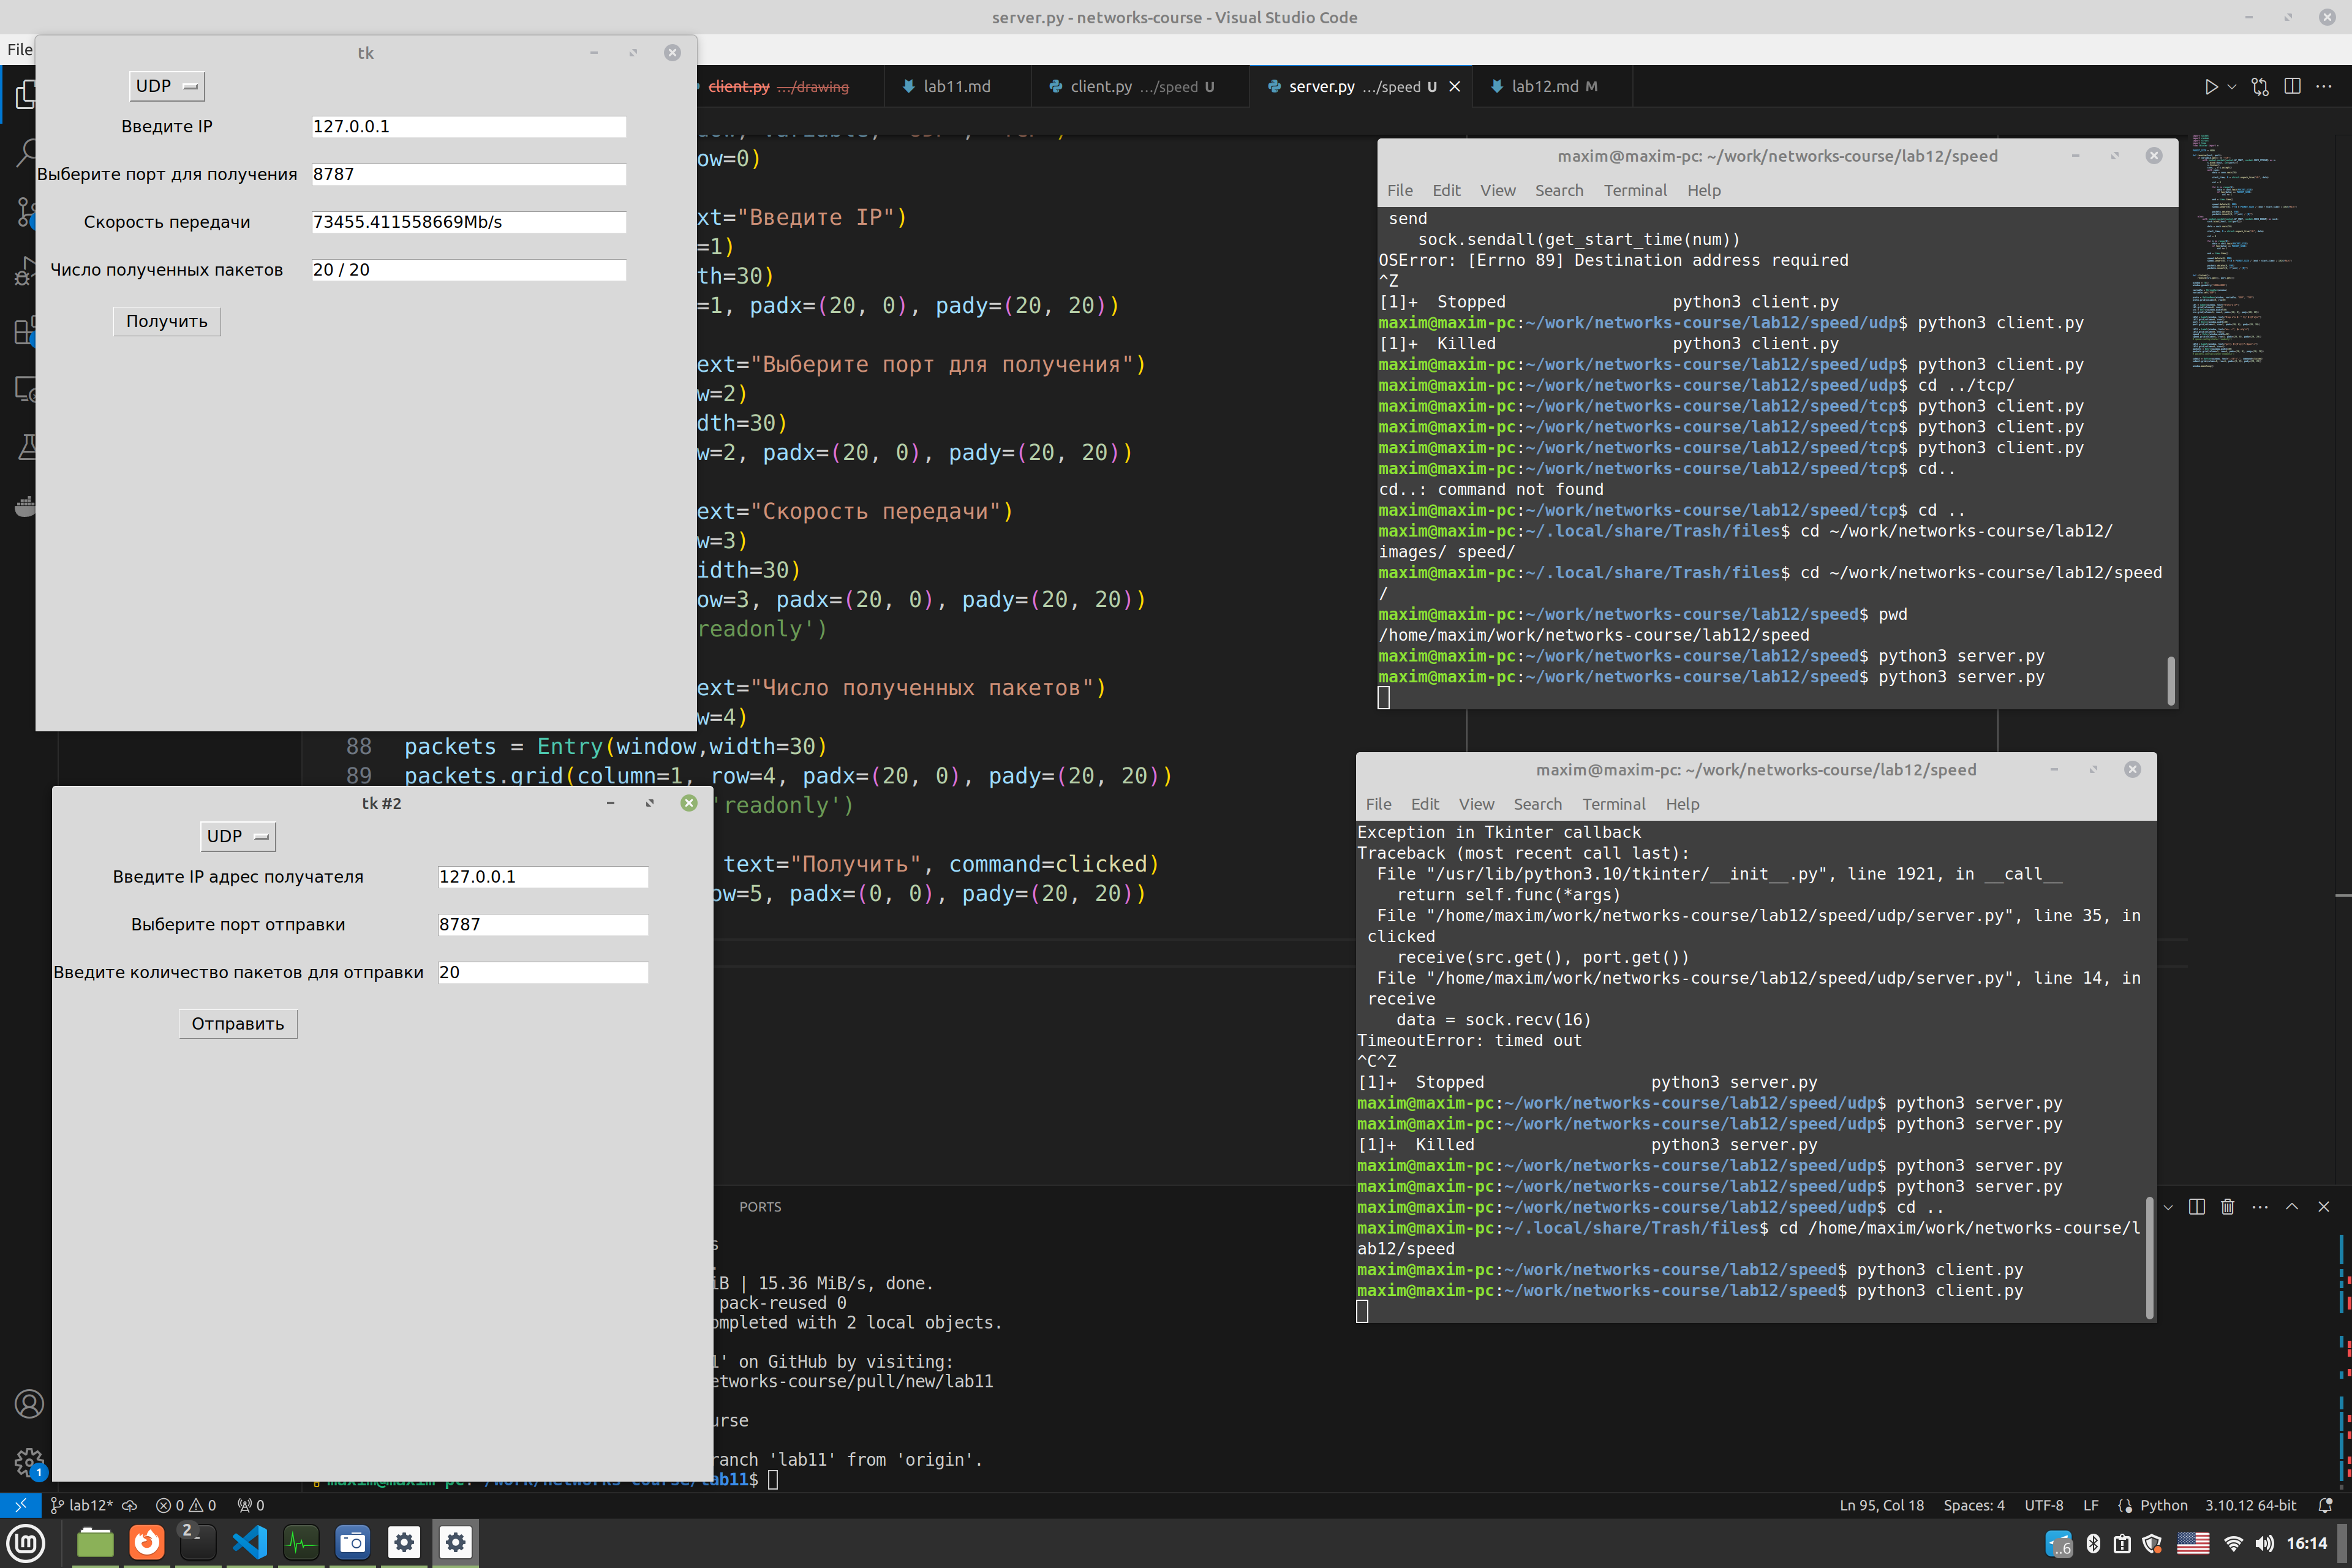 server.py - networks-course - Visual Studio Code
File
tk
UDP
Введите IP
127.0.0.1
Выберите порт для получения
8787
Скорость передачи
73455.411558669Mb/s
Число полученных пакетов
20 / 20
Получить
client.py .../drawing
lab11.md
client.py .../speed U
server.py .../speed U
lab12.md M
ow=0)
xt="Введите IP")
=1)
th=30)
=1, padx=(20, 0), pady=(20, 20))
ext="Выберите порт для получения")
w=2)
dth=30)
w=2, padx=(20, 0), pady=(20, 20))
ext="Скорость передачи")
w=3)
idth=30)
ow=3, padx=(20, 0), pady=(20, 20))
readonly')
ext="Число полученных пакетов")
w=4)
88 packets = Entry(window,width=30)
89 packets.grid(column=1, row=4, padx=(20, 0), pady=(20, 20))
'readonly')
text="Получить", command=clicked)
ow=5, padx=(0, 0), pady=(20, 20))
maxim@maxim-pc: ~/work/networks-course/lab12/speed
File Edit View Search Terminal Help
send
sock.sendall(get_start_time(num))
OSError: [Errno 89] Destination address required
^Z
[1]+ Stopped python3 client.py
maxim@maxim-pc:~/work/networks-course/lab12/speed/udp$ python3 client.py
[1]+ Killed python3 client.py
maxim@maxim-pc:~/work/networks-course/lab12/speed/udp$ python3 client.py
maxim@maxim-pc:~/work/networks-course/lab12/speed/udp$ cd ../tcp/
maxim@maxim-pc:~/work/networks-course/lab12/speed/tcp$ python3 client.py
maxim@maxim-pc:~/work/networks-course/lab12/speed/tcp$ python3 client.py
maxim@maxim-pc:~/work/networks-course/lab12/speed/tcp$ python3 client.py
maxim@maxim-pc:~/work/networks-course/lab12/speed/tcp$ cd..
cd..: command not found
maxim@maxim-pc:~/work/networks-course/lab12/speed/tcp$ cd ..
maxim@maxim-pc:~/.local/share/Trash/files$ cd ~/work/networks-course/lab12/
images/ speed/
maxim@maxim-pc:~/.local/share/Trash/files$ cd ~/work/networks-course/lab12/speed
/
maxim@maxim-pc:~/work/networks-course/lab12/speed$ pwd
/home/maxim/work/networks-course/lab12/speed
maxim@maxim-pc:~/work/networks-course/lab12/speed$ python3 server.py
maxim@maxim-pc:~/work/networks-course/lab12/speed$ python3 server.py
tk #2
UDP
Введите IP адрес получателя
127.0.0.1
Выберите порт отправки
8787
Введите количество пакетов для отправки
20
Отправить
maxim@maxim-pc: ~/work/networks-course/lab12/speed
File Edit View Search Terminal Help
Exception in Tkinter callback
Traceback (most recent call last):
File "/usr/lib/python3.10/tkinter/__init__.py", line 1921, in __call__
return self.func(*args)
File "/home/maxim/work/networks-course/lab12/speed/udp/server.py", line 35, in
clicked
receive(src.get(), port.get())
File "/home/maxim/work/networks-course/lab12/speed/udp/server.py", line 14, in
receive
data = sock.recv(16)
TimeoutError: timed out
^C^Z
[1]+ Stopped python3 server.py
maxim@maxim-pc:~/work/networks-course/lab12/speed/udp$ python3 server.py
maxim@maxim-pc:~/work/networks-course/lab12/speed/udp$ python3 server.py
[1]+ Killed python3 server.py
maxim@maxim-pc:~/work/networks-course/lab12/speed/udp$ python3 server.py
maxim@maxim-pc:~/work/networks-course/lab12/speed/udp$ python3 server.py
maxim@maxim-pc:~/work/networks-course/lab12/speed/udp$ cd ..
maxim@maxim-pc:~/.local/share/Trash/files$ cd /home/maxim/work/networks-course/l
ab12/speed
maxim@maxim-pc:~/work/networks-course/lab12/speed$ python3 client.py
maxim@maxim-pc:~/work/networks-course/lab12/speed$ python3 client.py
PORTS
s
iB | 15.36 MiB/s, done.
pack-reused 0
ompleted with 2 local objects.
1' on GitHub by visiting:
etworks-course/pull/new/lab11
urse
ranch 'lab11' from 'origin'.
maxim@maxim-pc:~/work/networks-course/lab11$
1
lab12* 0 0 0
Ln 95, Col 18 Spaces: 4 UTF-8 LF Python 3.10.12 64-bit
2
..6
16:14